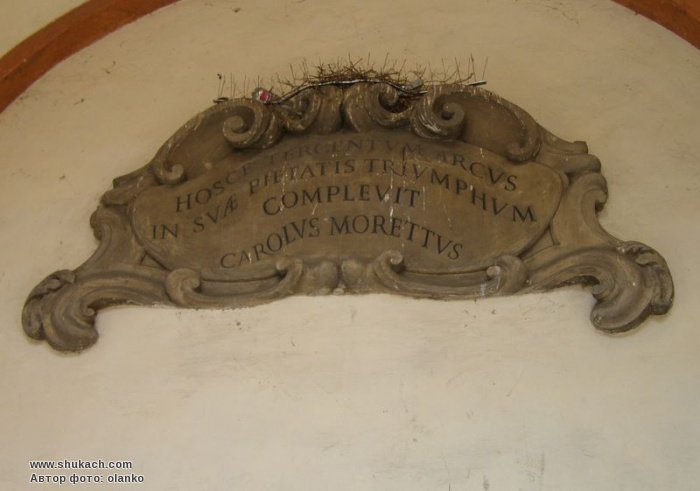 HOSCE TERCENTVM ARCVS
IN SVÆ PIETATIS TRIVMPHVM
COMPLEVIT
CAROLVS MORETTVS
www.shukach.com
Автор фото: olanko